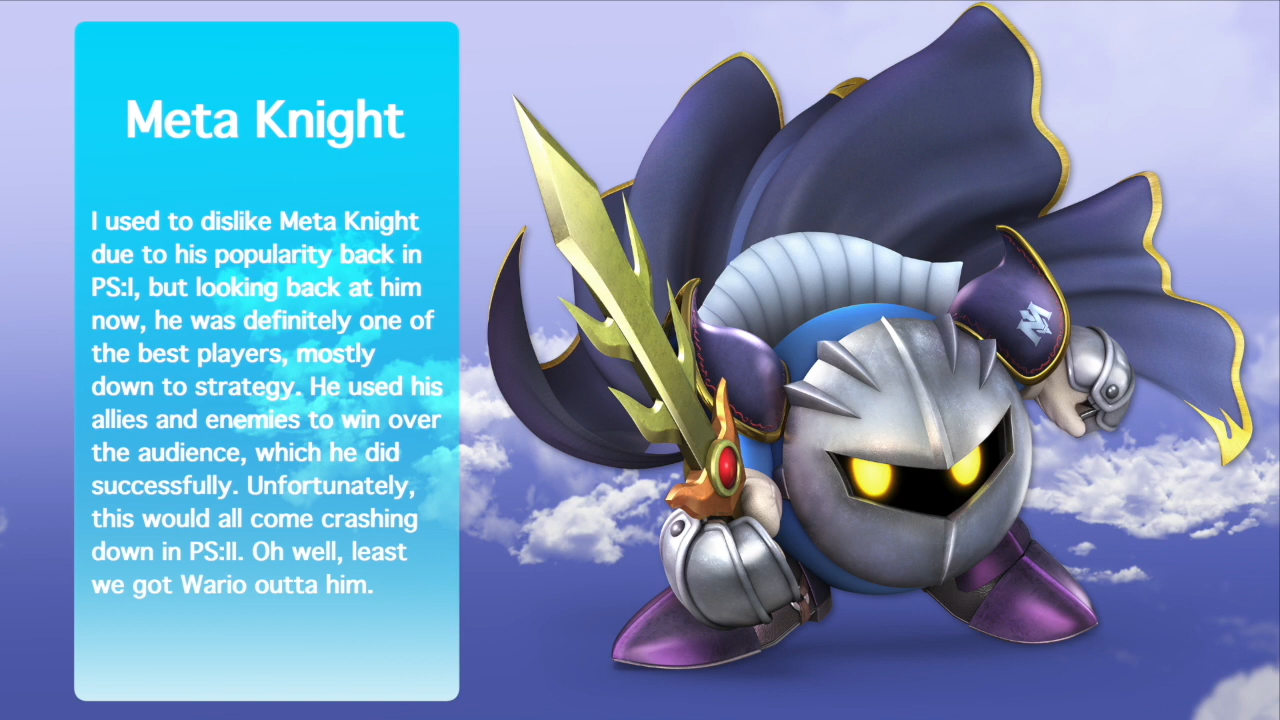 Meta Knight
I used to dislike Meta Knight
due to his popularity back in
PS:I, but looking back at him
now, he was definitely one of
the best players, mostly
down to strategy. He used his
allies and enemies to win over
the audience, which he did
successfully. Unfortunately,
this would all come crashing
down in PS:II. Oh well, least
we got Wario outta him.